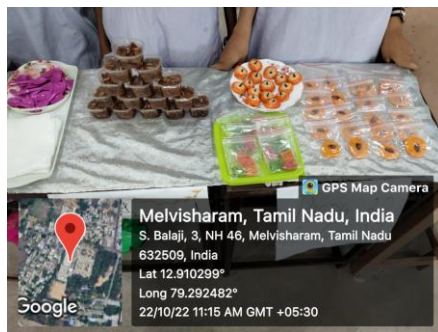 GPS Map Camera
Melvisharam, Tamil Nadu, India
S. Balaji, 3, NH 46, Melvisharam, Tamil Nadu
632509, India
Lat 12.910299°
Long 79.292482°
22/10/22 11:15 AM GMT +05:30
Google